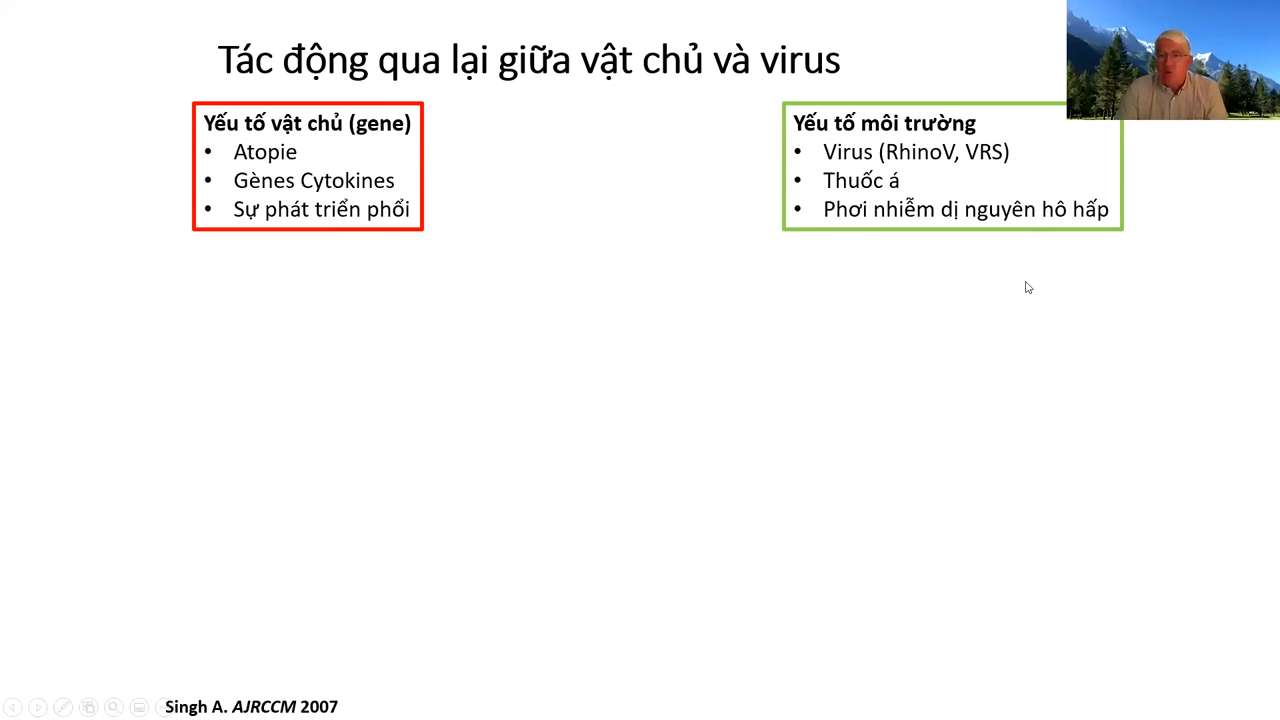 Tác động qua lại giữa vật chủ và virus
Yếu tố vật chủ (gene)
• Atopie
• Gènes Cytokines
• Sự phát triển phổi
Yếu tố môi trường
• Virus (RhinoV, VRS)
• Thuốc á
• Phơi nhiễm dị nguyên hô hấp
Singh A. AJRCCM 2007